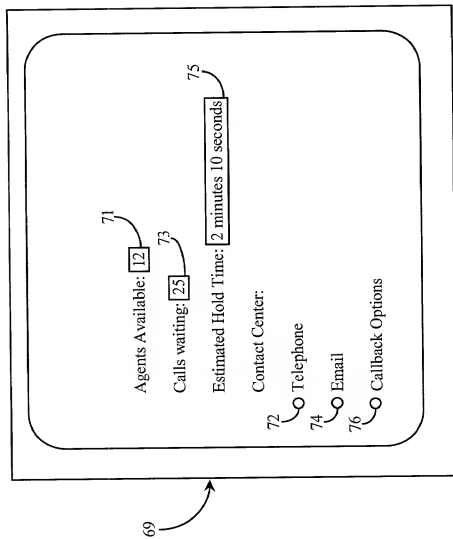 71
Agents Available: 12
73
Calls waiting: 25
75
Estimated Hold Time: 2 minutes 10 seconds
Contact Center:
72 Telephone
74 Email
76 Callback Options
69